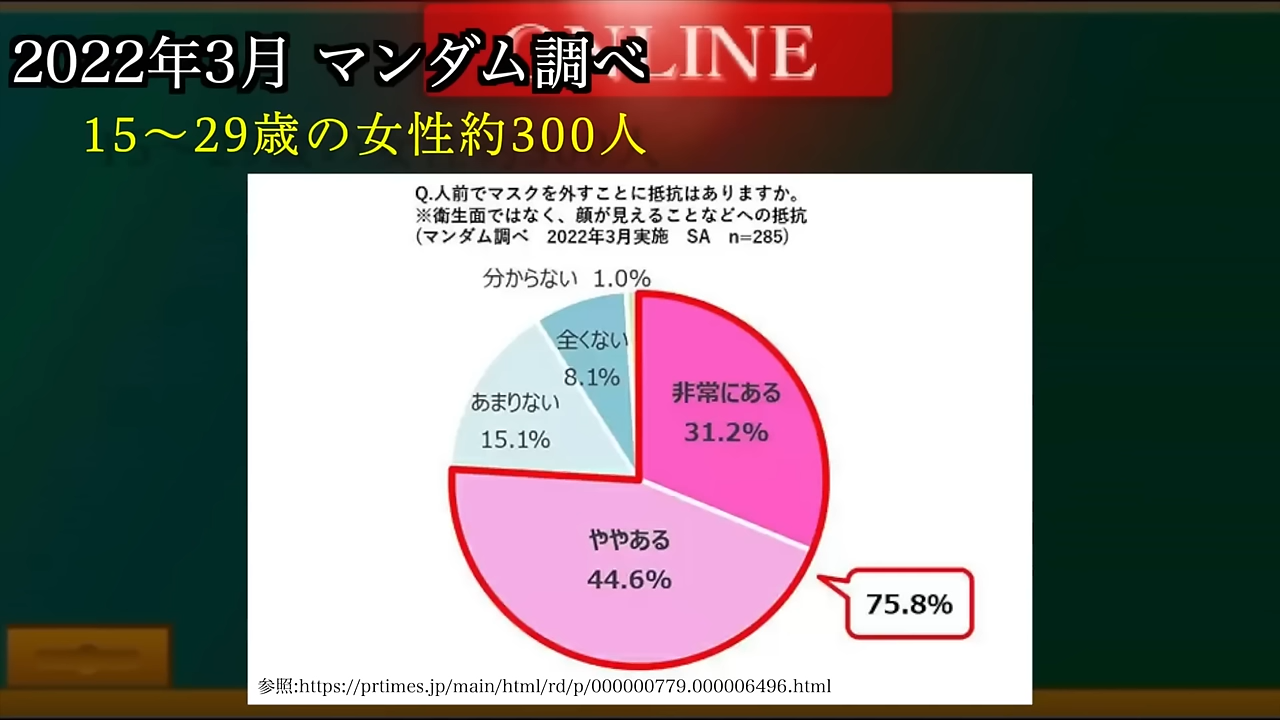 ONLINE
2022年3月 マンダム調べ
15～29歳の女性約300人
Q.人前でマスクを外すことに抵抗はありますか。
※衛生面ではなく、顔が見えることなどへの抵抗
(マンダム調べ 2022年3月実施 SA n=285)
分からない 1.0%
全くない
8.1%
非常にある
31.2%
あまりない
15.1%
ややある
44.6%
75.8%
参照:https://prtimes.jp/main/html/rd/p/000000779.000006496.html